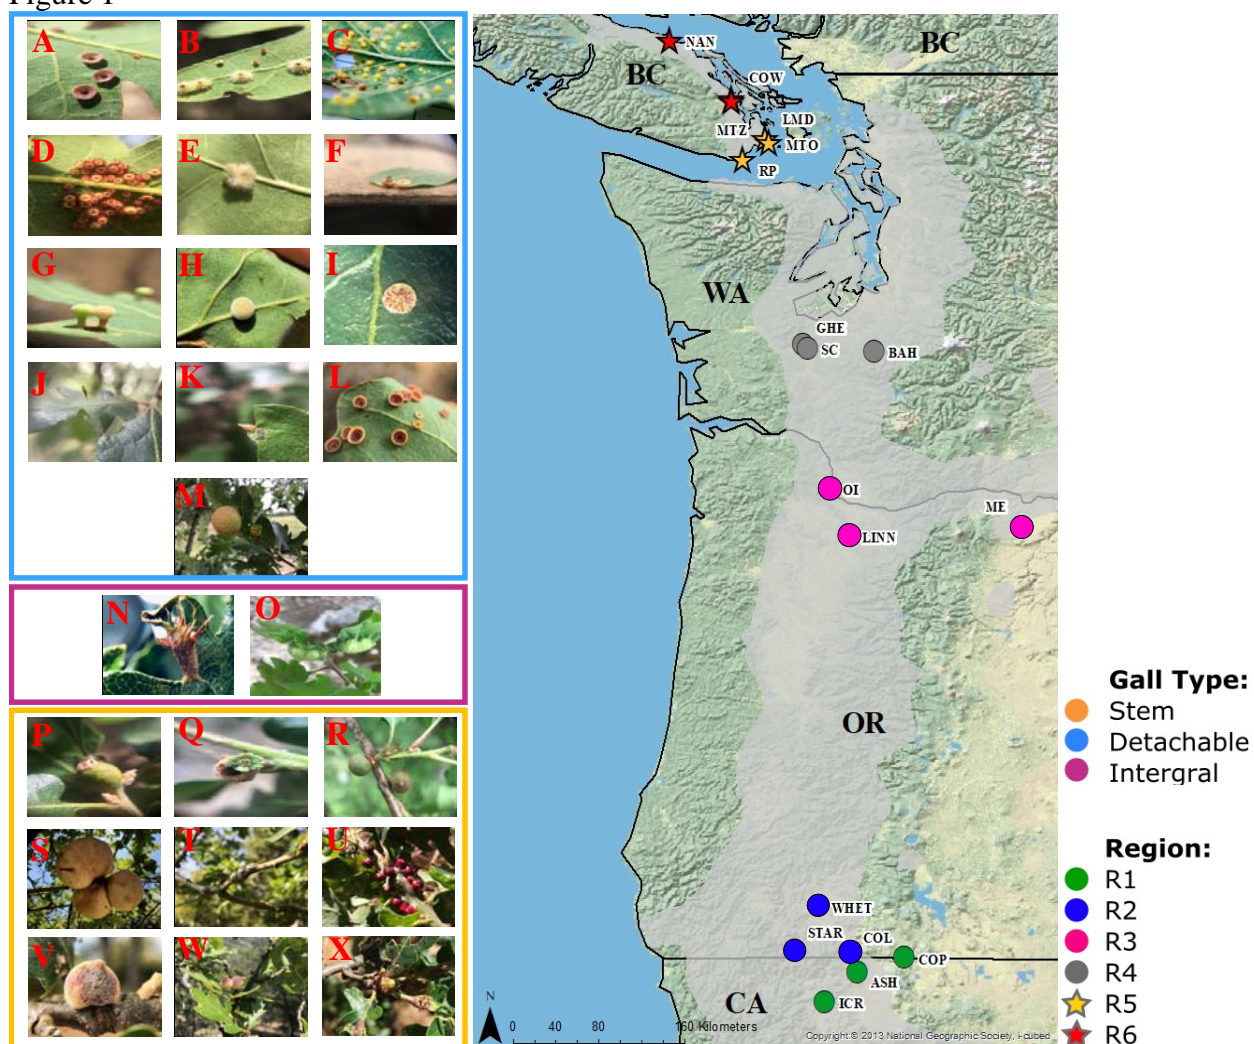 Figure 1
A B C
D E F
G H I
J K L
M
N O
P Q R
S T U
V W X
BC
NAN
BC
COW
LMD
MTZ
MTO
RP
WA
GHE
SC
BAH
OI
ME
LINN
OR
WHET
STAR
COL
COP
ASH
CA
ICR
N
0 40 80 160 Kilometers
Copyright:© 2013 National Geographic Society, i-cubed
Gall Type:
Stem
Detachable
Intergral
Region:
R1
R2
R3
R4
R5
R6